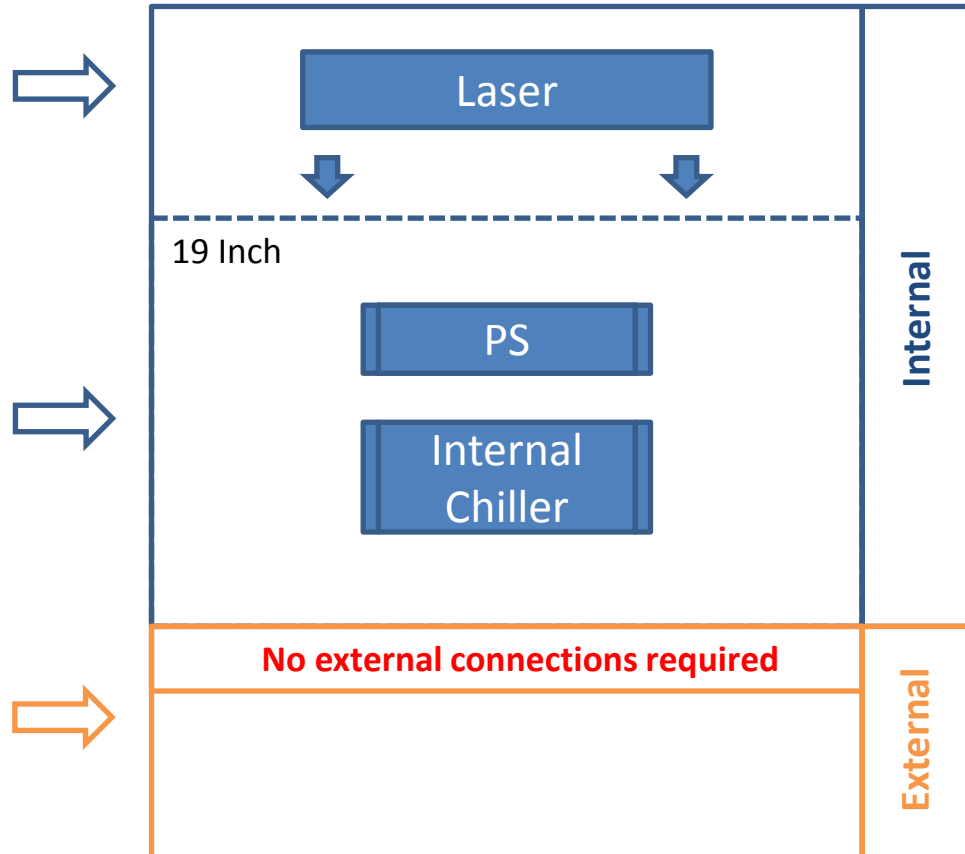 Laser
19 Inch
PS
Internal
Chiller
Internal
No external connections required
External